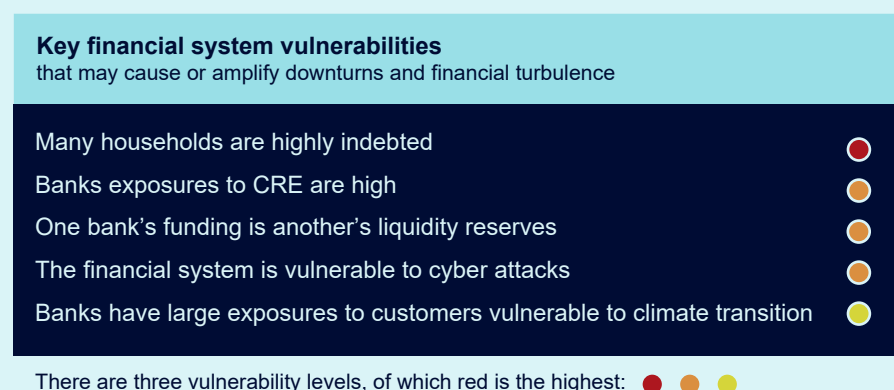 Key financial system vulnerabilities
that may cause or amplify downturns and financial turbulence
Many households are highly indebted
Banks exposures to CRE are high
One bank’s funding is another’s liquidity reserves
The financial system is vulnerable to cyber attacks
Banks have large exposures to customers vulnerable to climate transition
There are three vulnerability levels, of which red is the highest: